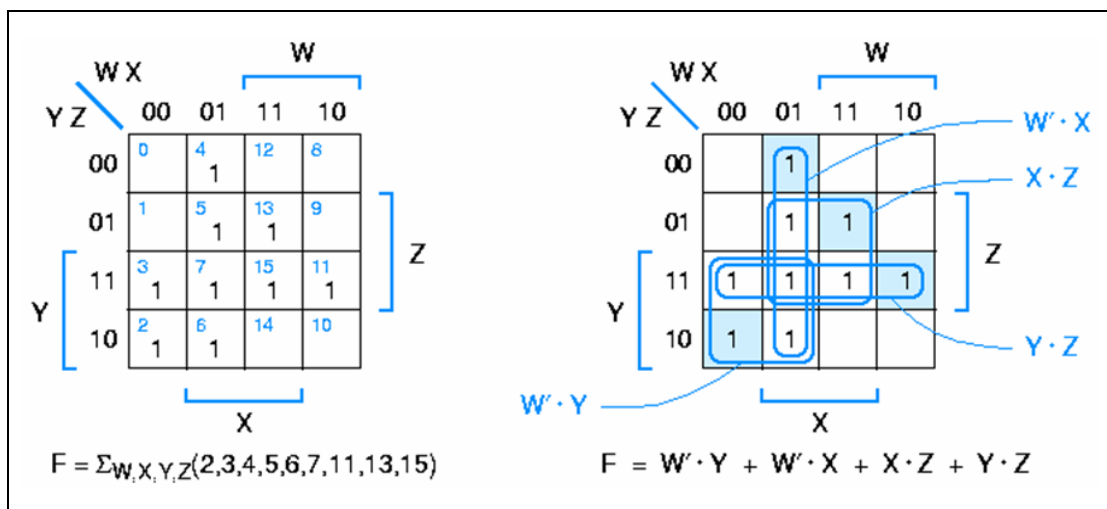 W
W X
Y Z 00 01 11 10
00 0 4 12 8
1
01 1 5 13 9
1 1
Z
11 3 7 15 11
1 1 1 1
Y
10 2 6 14 10
1 1
X
F = Σ W,X,Y,Z (2,3,4,5,6,7,11,13,15)
W
W X
Y Z 00 01 11 10
W′ · X
00 1
X · Z
01 1 1
Z
11 1 1 1 1
Y
10 1 1
Y · Z
W′ · Y
X
F = W′ · Y + W′ · X + X · Z + Y · Z